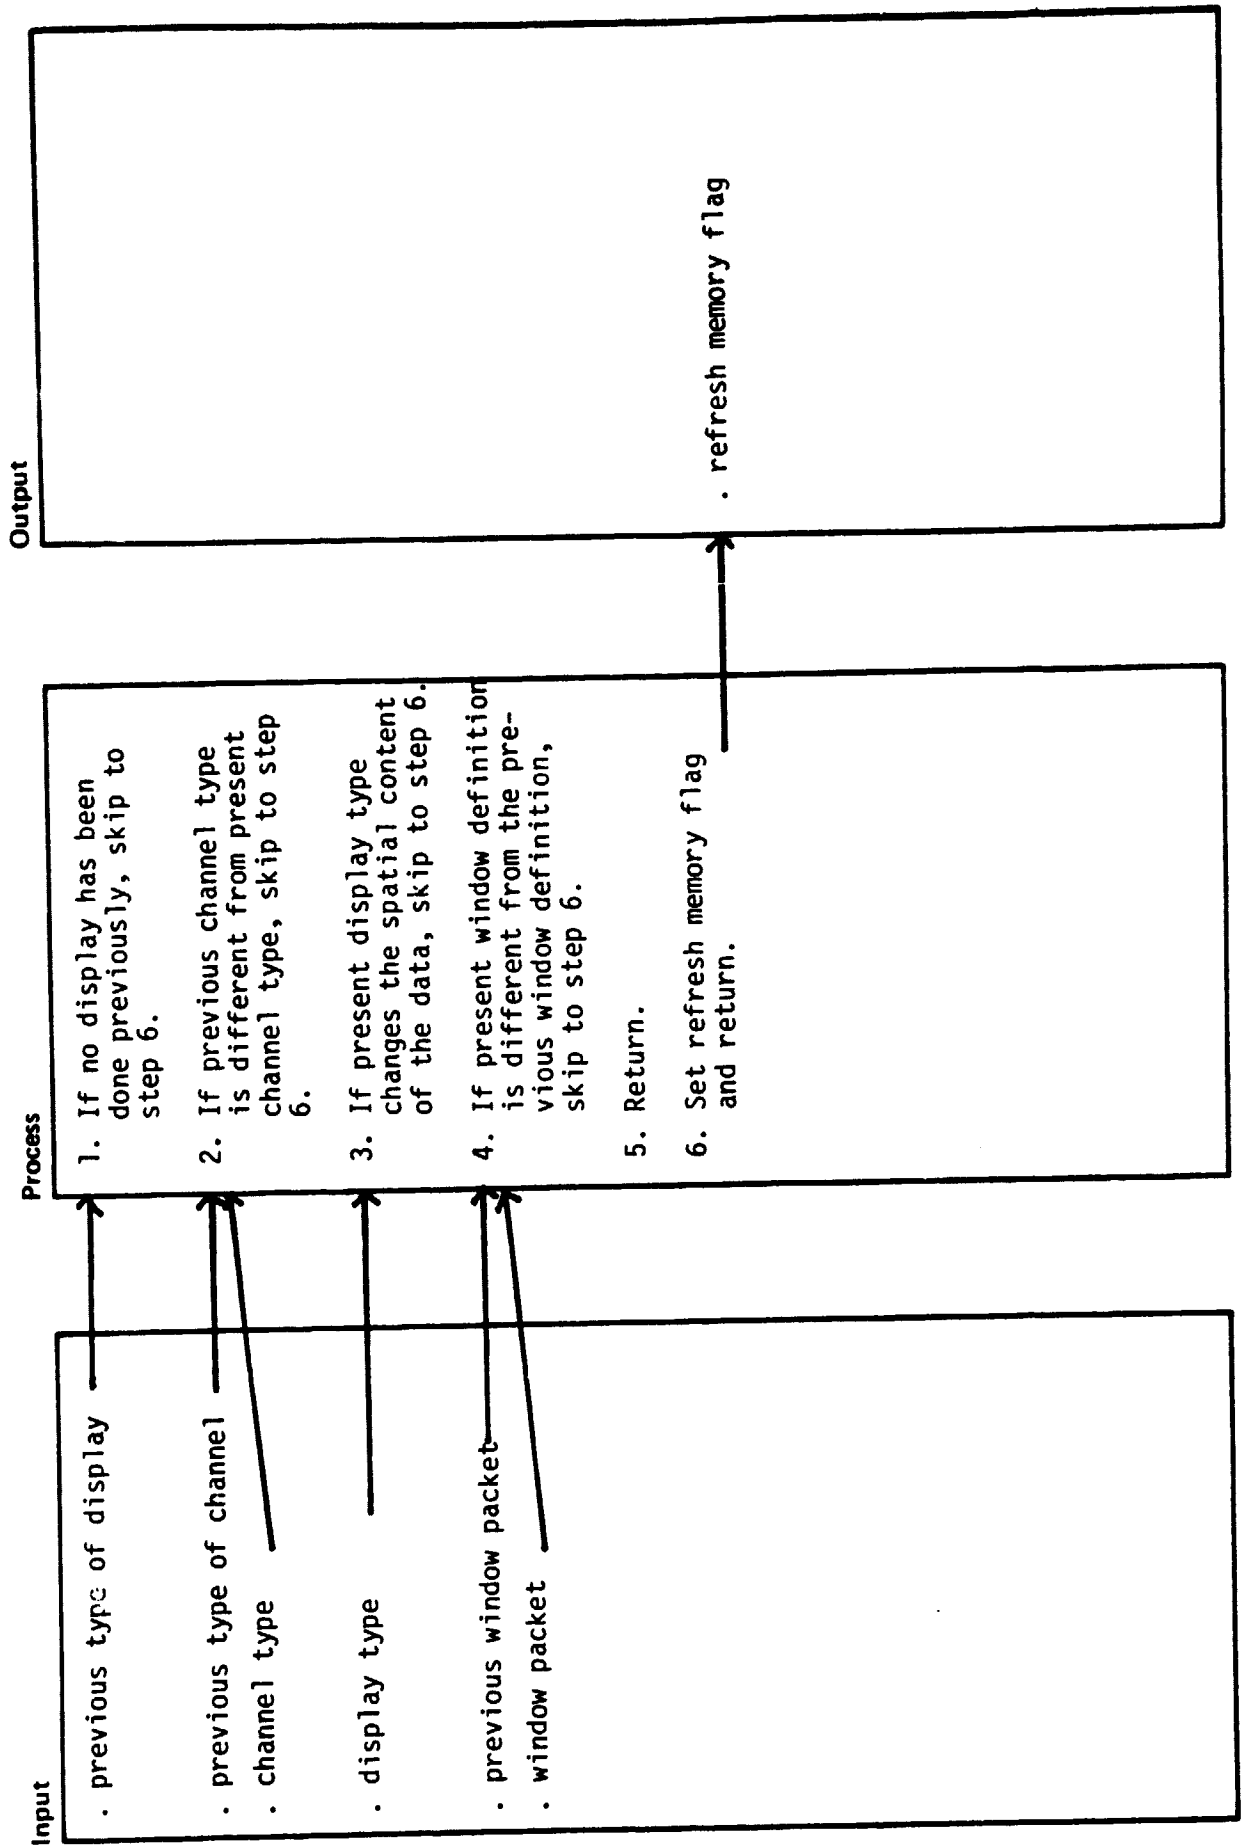 Input
. previous type of display
. previous type of channel
. channel type
. display type
. previous window packet
. window packet
Process
1. If no display has been
done previously, skip to
step 6.
2. If previous channel type
is different from present
channel type, skip to step
6.
3. If present display type
changes the spatial content
of the data, skip to step 6.
4. If present window definition
is different from the pre-
vious window definition,
skip to step 6.
5. Return.
6. Set refresh memory flag
and return.
Output
. refresh memory flag